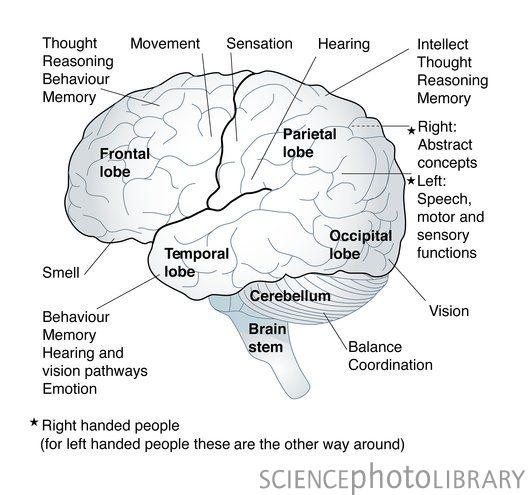 Thought
Reasoning
Behaviour
Memory
Movement
Sensation
Hearing
Intellect
Thought
Reasoning
Memory
Frontal
lobe
Parietal
lobe
★Right:
Abstract
concepts
★Left:
Speech,
motor and
sensory
functions
Temporal
lobe
Occipital
lobe
Smell
Cerebellum
Brain
stem
Vision
Behaviour
Memory
Hearing and
vision pathways
Emotion
Balance
Coordination
★ Right handed people
(for left handed people these are the other way around)
SCIENCEphotoLIBRARY